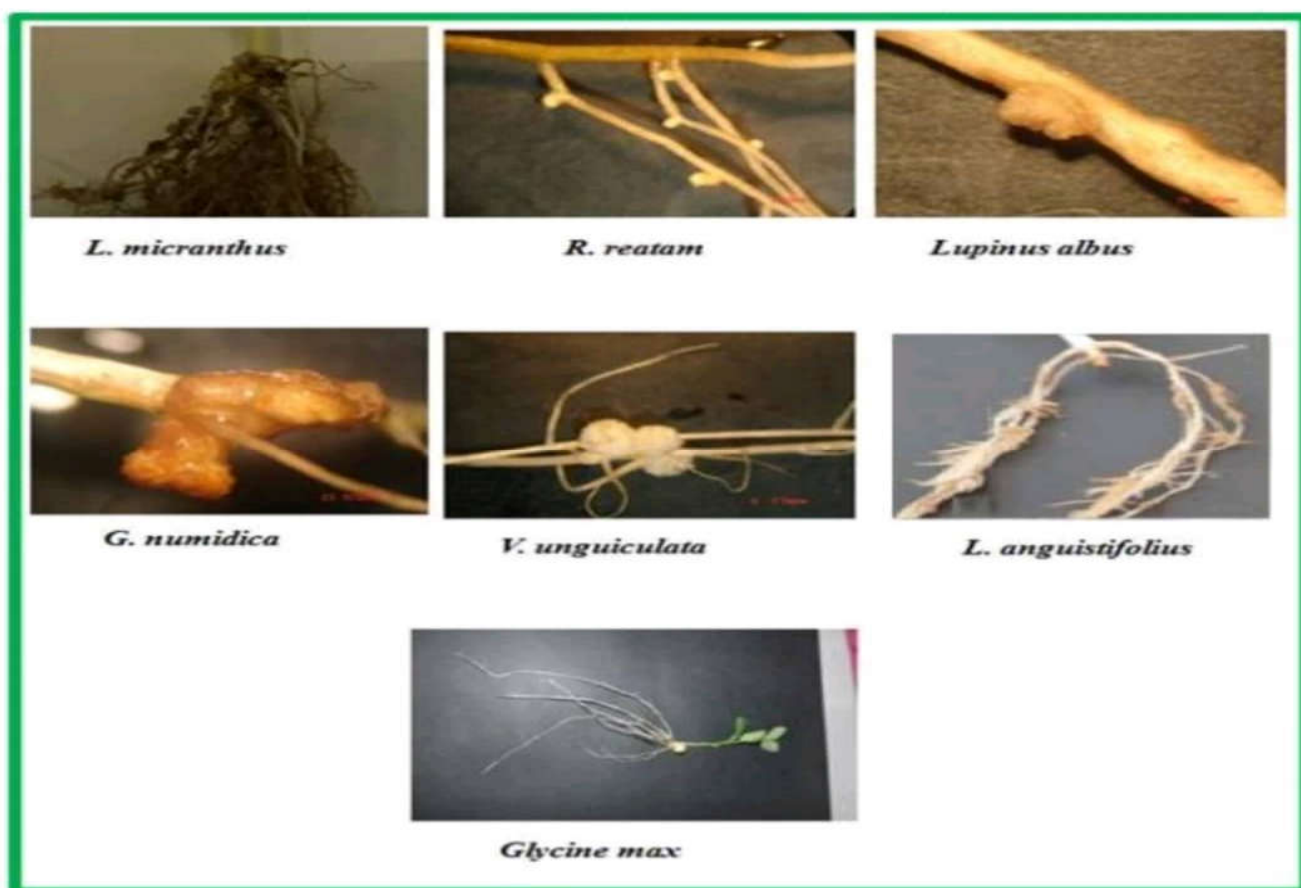 L. micranthus
R. reatam
Lupinus albus
G. numidica
V. unguiculata
L. anguistifolius
Glycine max